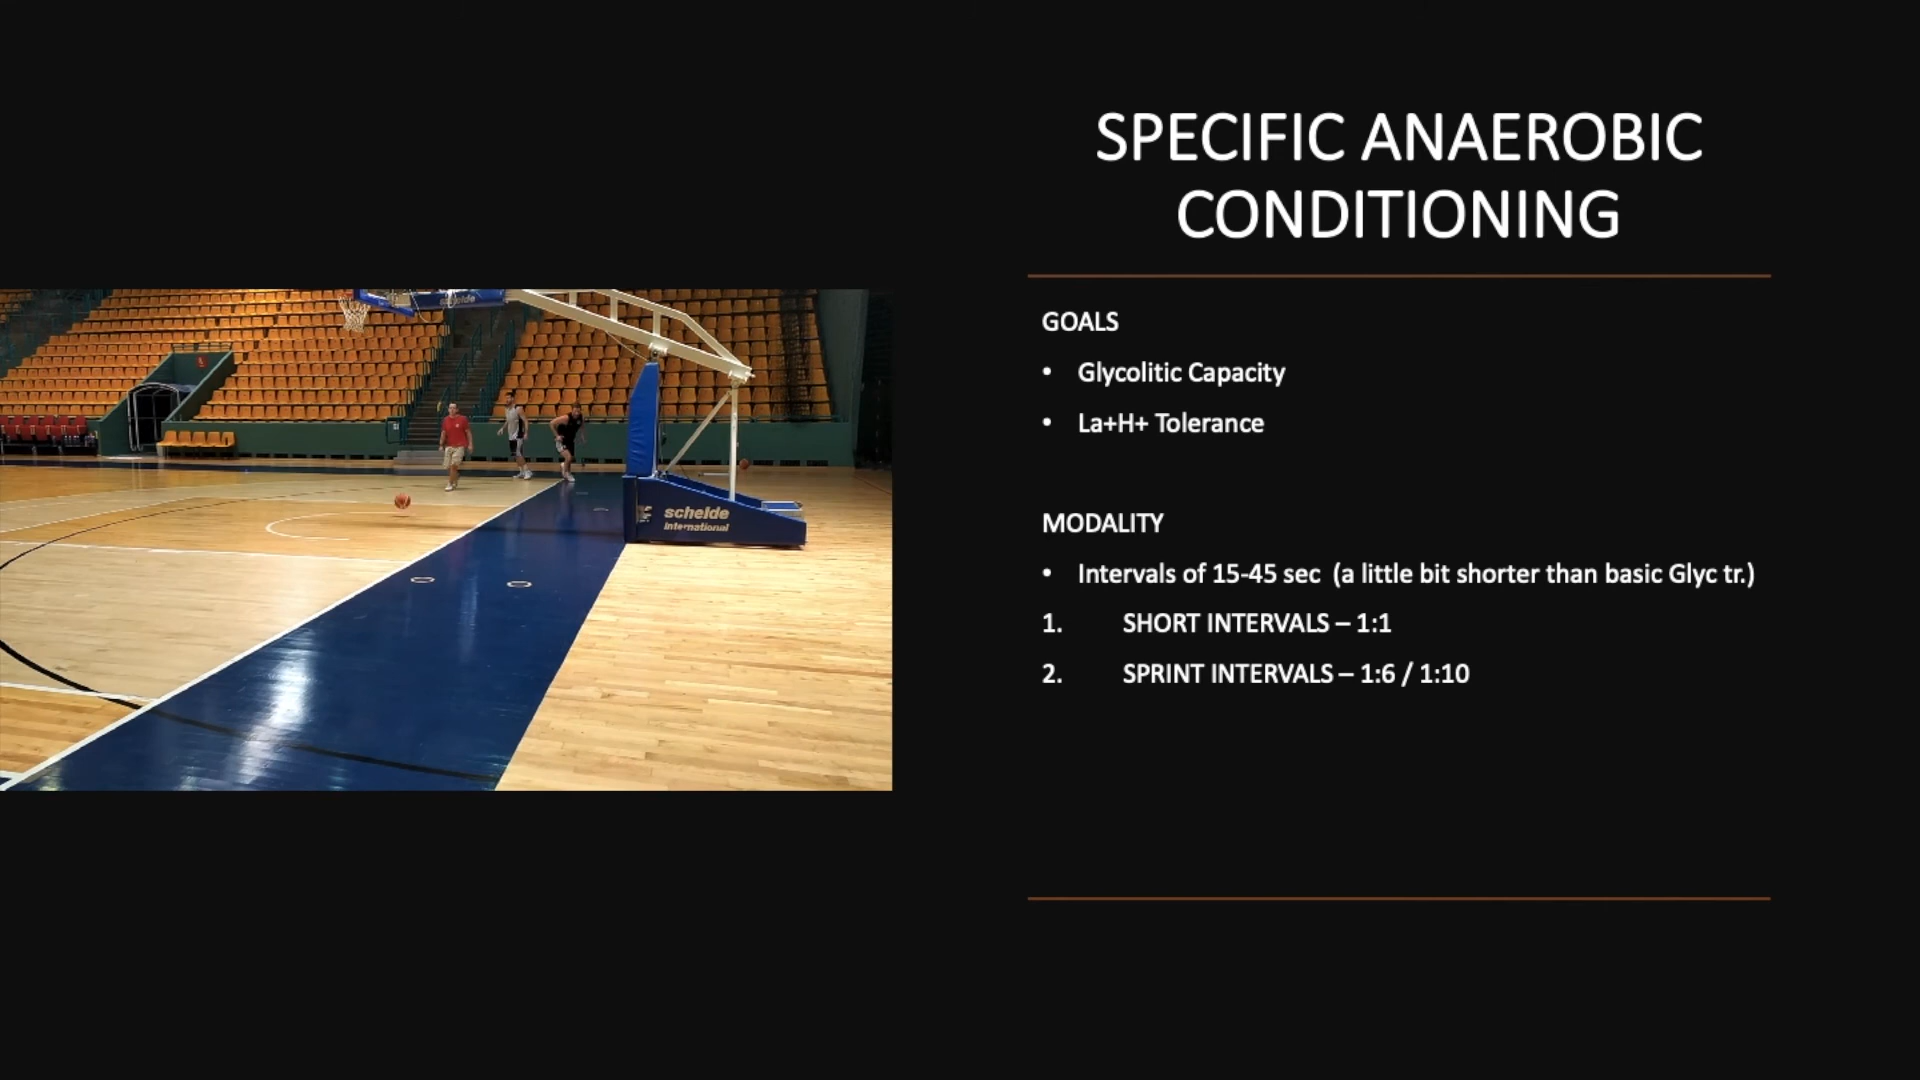 SPECIFIC ANAEROBIC
CONDITIONING
GOALS
• Glycolitic Capacity
• La+H+ Tolerance
MODALITY
• Intervals of 15-45 sec (a little bit shorter than basic Glyc tr.)
1. SHORT INTERVALS – 1:1
2. SPRINT INTERVALS – 1:6 / 1:10
schelde
schelde
international